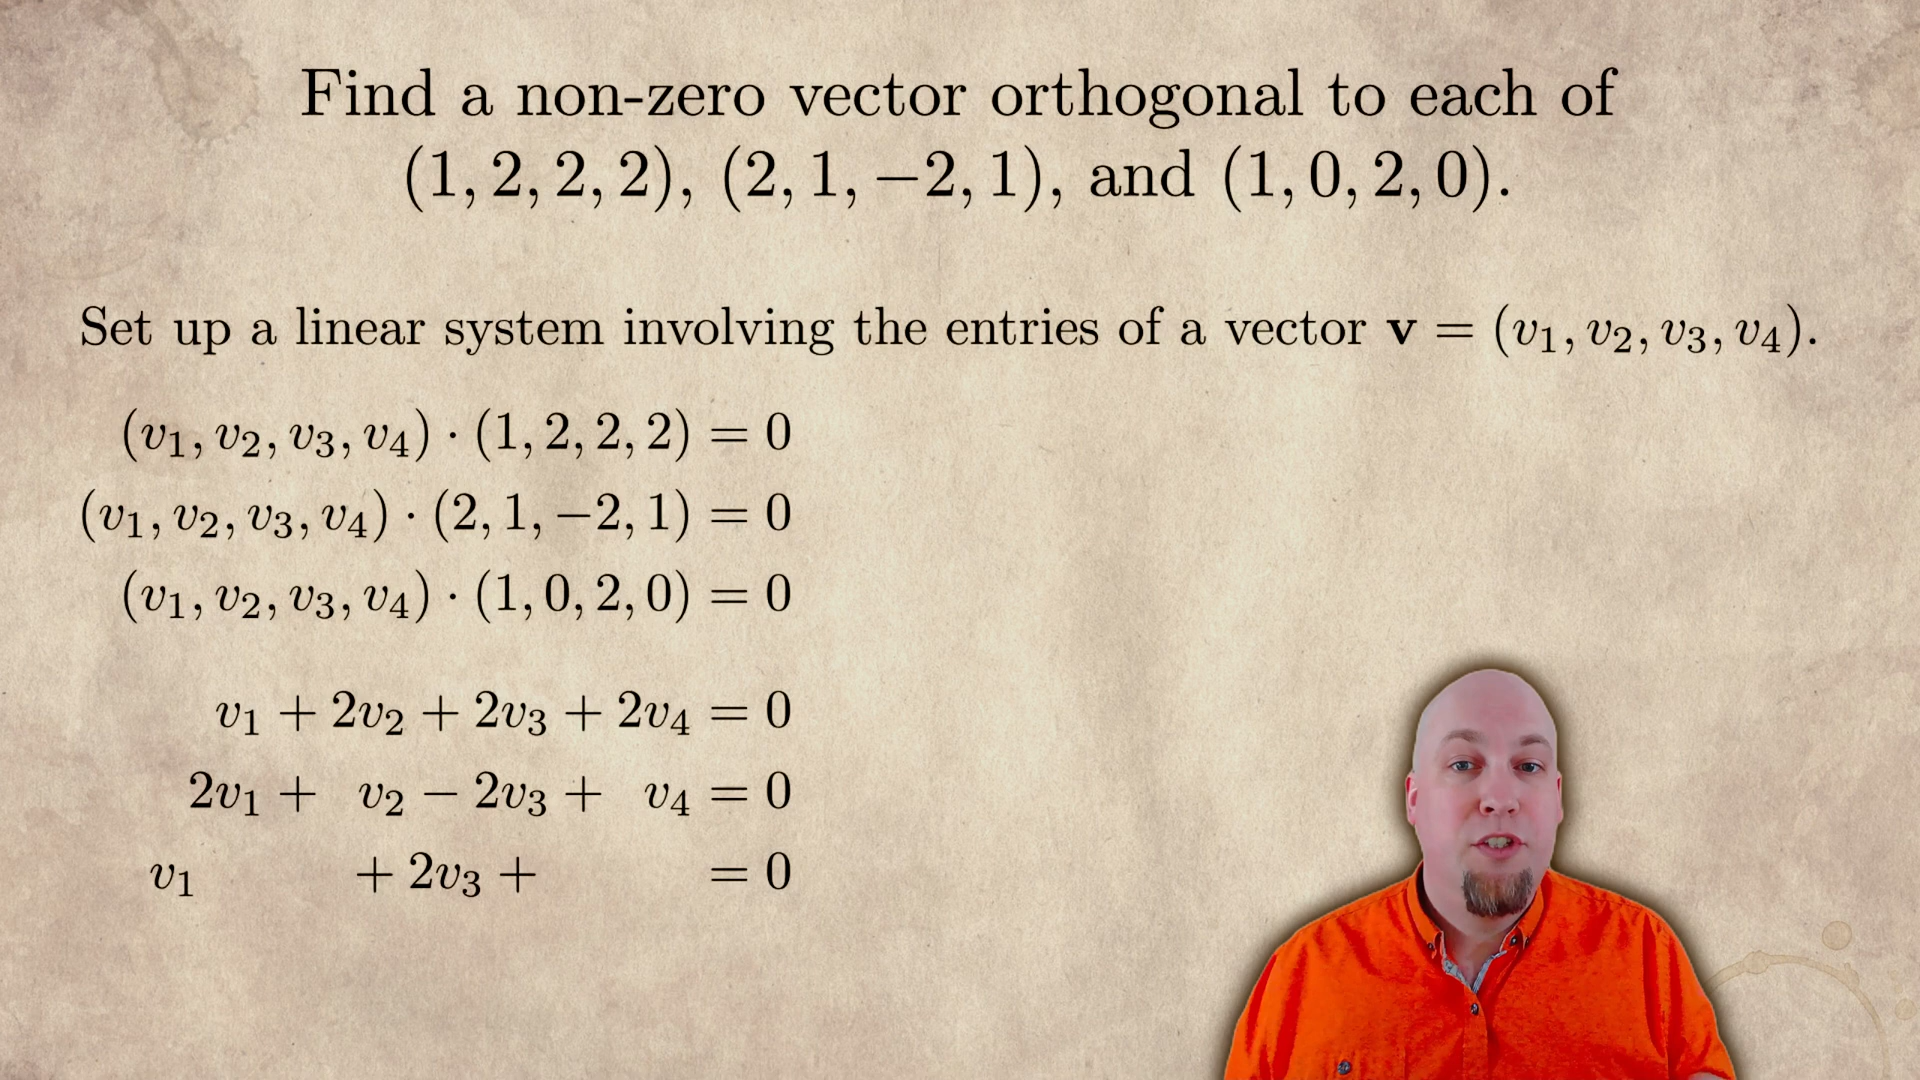 Find a non-zero vector orthogonal to each of
(1, 2, 2, 2), (2, 1, −2, 1), and (1, 0, 2, 0).
Set up a linear system involving the entries of a vector v = (v₁, v₂, v₃, v₄).
(v₁, v₂, v₃, v₄) · (1, 2, 2, 2) = 0
(v₁, v₂, v₃, v₄) · (2, 1, −2, 1) = 0
(v₁, v₂, v₃, v₄) · (1, 0, 2, 0) = 0
v₁ + 2v₂ + 2v₃ + 2v₄ = 0
2v₁ + v₂ − 2v₃ + v₄ = 0
v₁ + 2v₃ + = 0